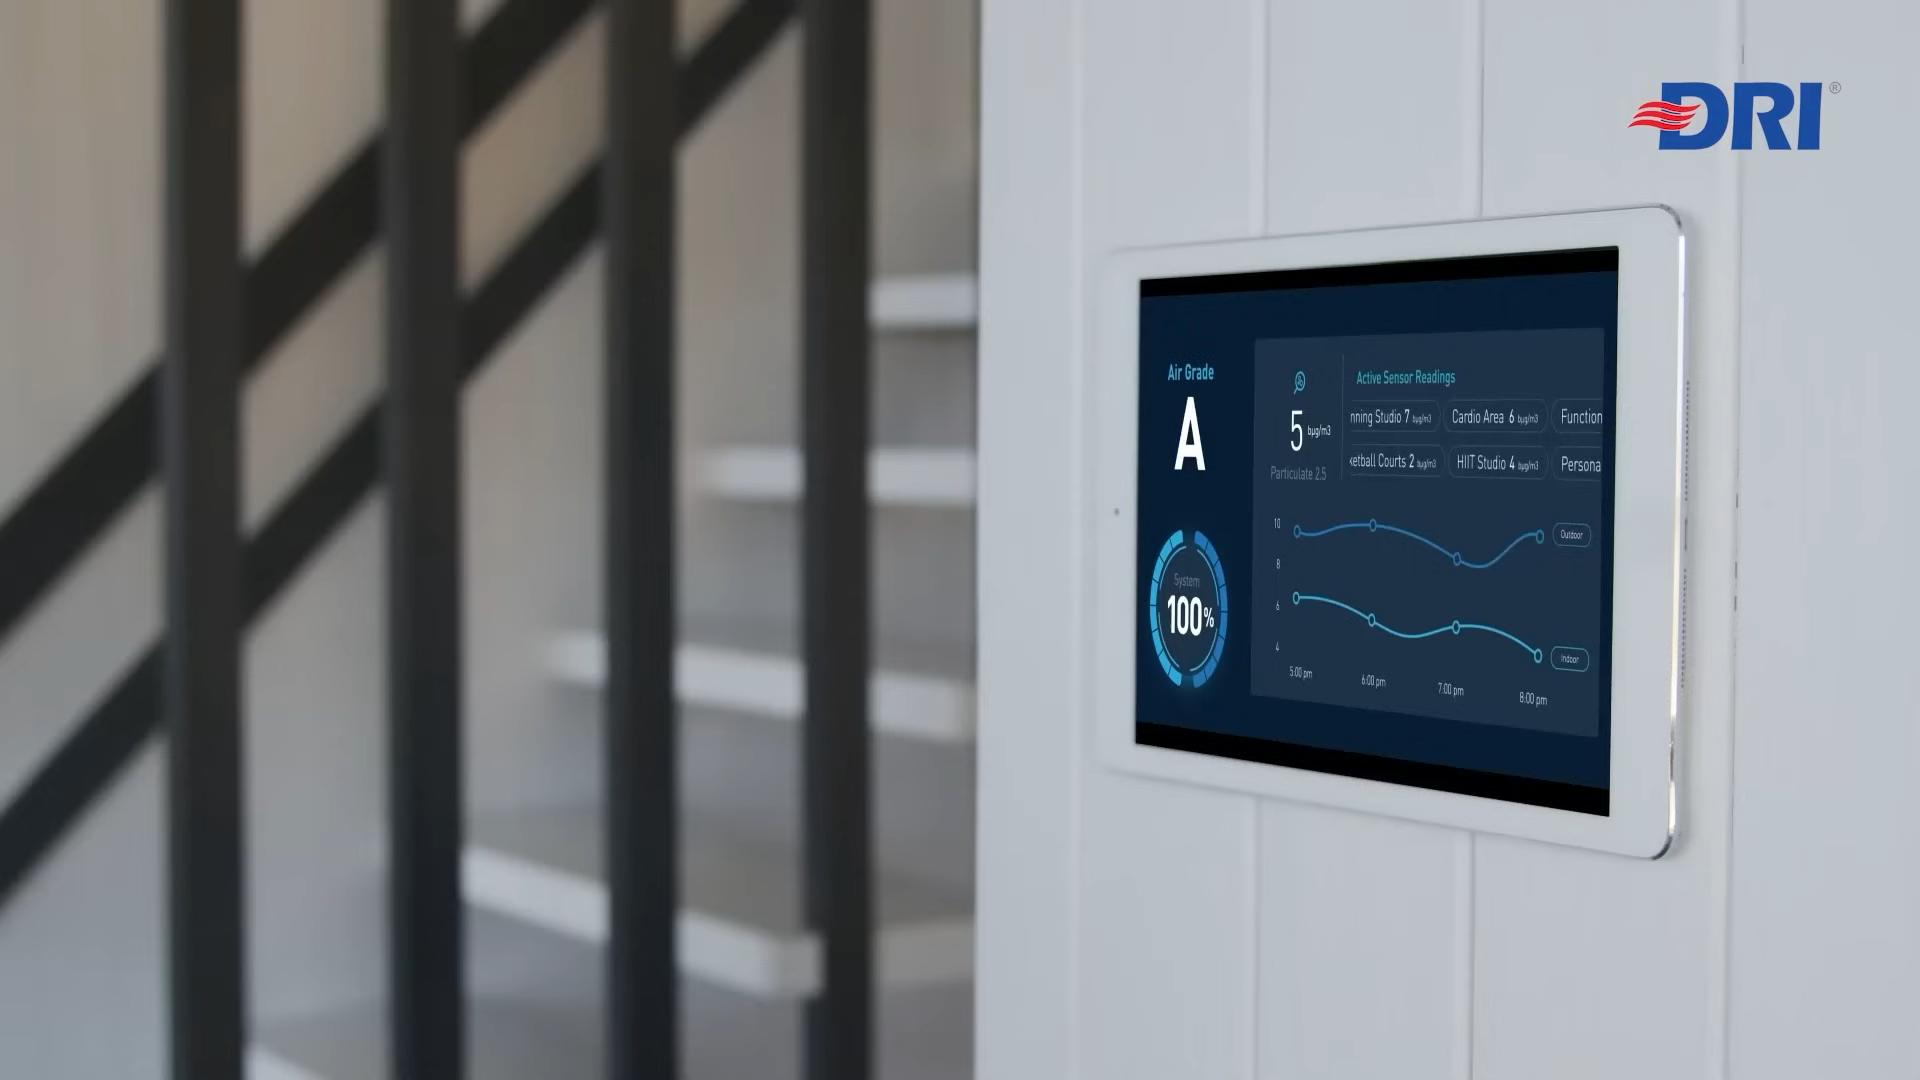 DRI®
Air Grade
A
System
100%
5 bµg/m3
Particulate 2.5
Active Sensor Readings
nning Studio 7 bµg/m3
Cardio Area 6 bµg/m3
Function
ketball Courts 2 bµg/m3
HIIT Studio 4 bµg/m3
Persona
10
8
6
4
Outdoor
Indoor
5:00 pm
6:00 pm
7:00 pm
8:00 pm